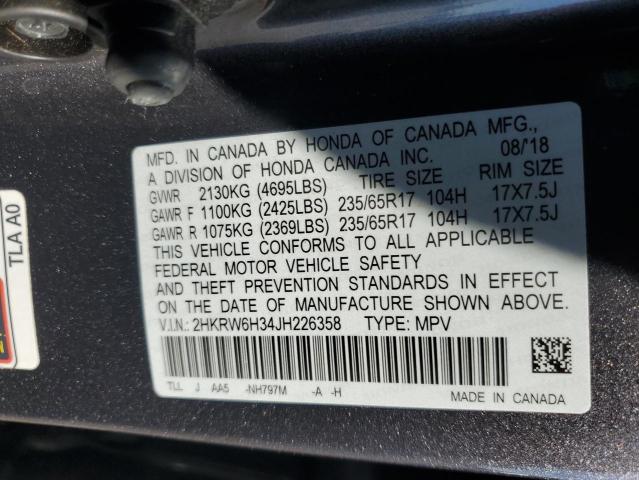 MFD. IN CANADA BY HONDA OF CANADA MFG.,
A DIVISION OF HONDA CANADA INC. 08/'18
GVWR 2130KG (4695LBS) TIRE SIZE RIM SIZE
GAWR F 1100KG (2425LBS) 235/65R17 104H 17X7.5J
GAWR R 1075KG (2369LBS) 235/65R17 104H 17X7.5J
THIS VEHICLE CONFORMS TO ALL APPLICABLE
FEDERAL MOTOR VEHICLE SAFETY
AND THEFT PREVENTION STANDARDS IN EFFECT
ON THE DATE OF MANUFACTURE SHOWN ABOVE.
V.I.N.: 2HKRW6H34JH226358 TYPE: MPV
TLL J AA5 -NH797M -A -H
MADE IN CANADA
TLA A0